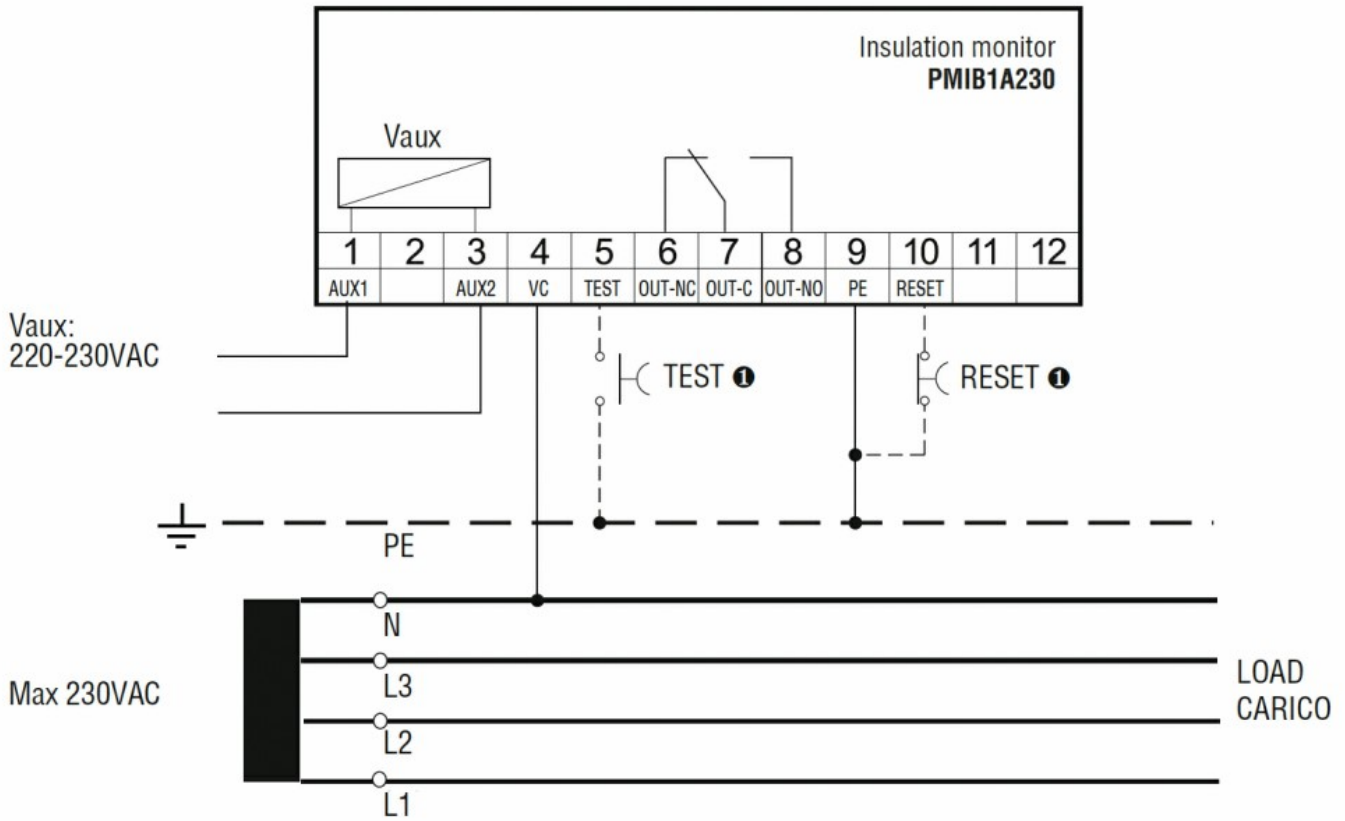 Insulation monitor
PMIB1A230
Vaux
1 2 3 4 5 6 7 8 9 10 11 12
AUX1 AUX2 VC TEST OUT-NC OUT-C OUT-NO PE RESET
Vaux:
220-230VAC
TEST ❶
RESET ❶
PE
N
L3
Max 230VAC
LOAD
CARICO
L2
L1